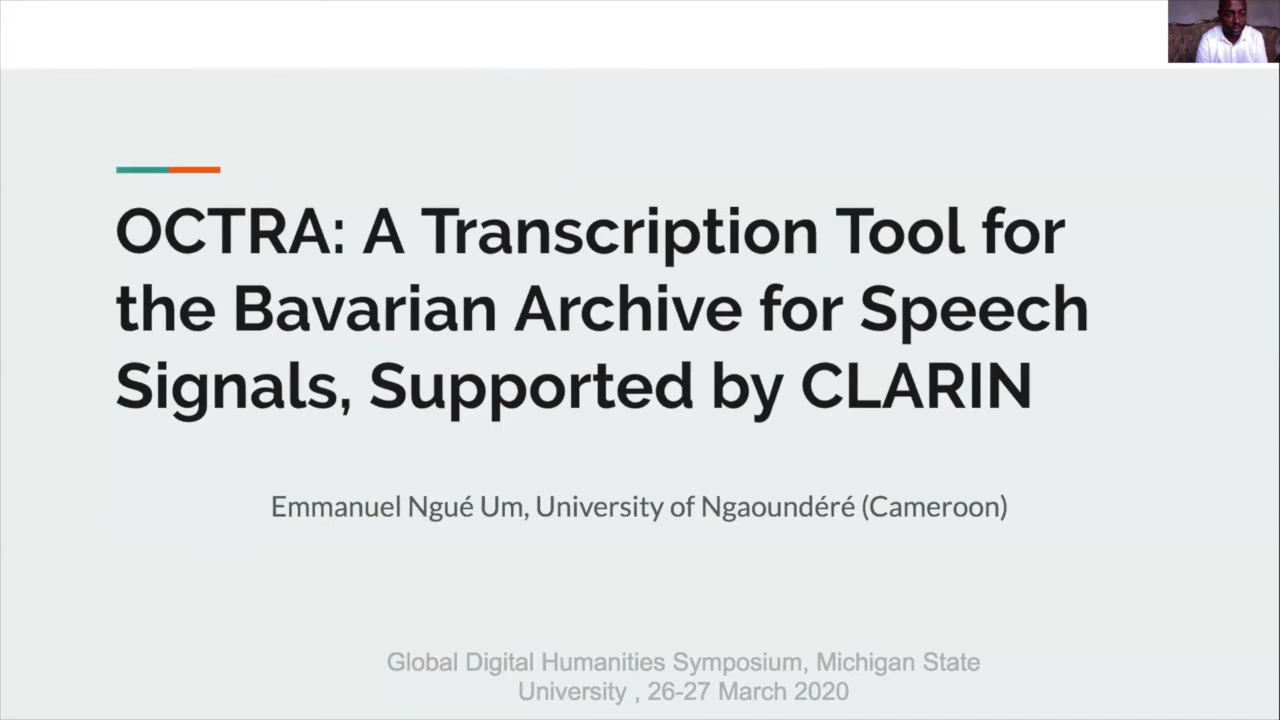 OCTRA: A Transcription Tool for
the Bavarian Archive for Speech
Signals, Supported by CLARIN
Emmanuel Ngué Um, University of Ngaoundéré (Cameroon)
Global Digital Humanities Symposium, Michigan State
University , 26-27 March 2020